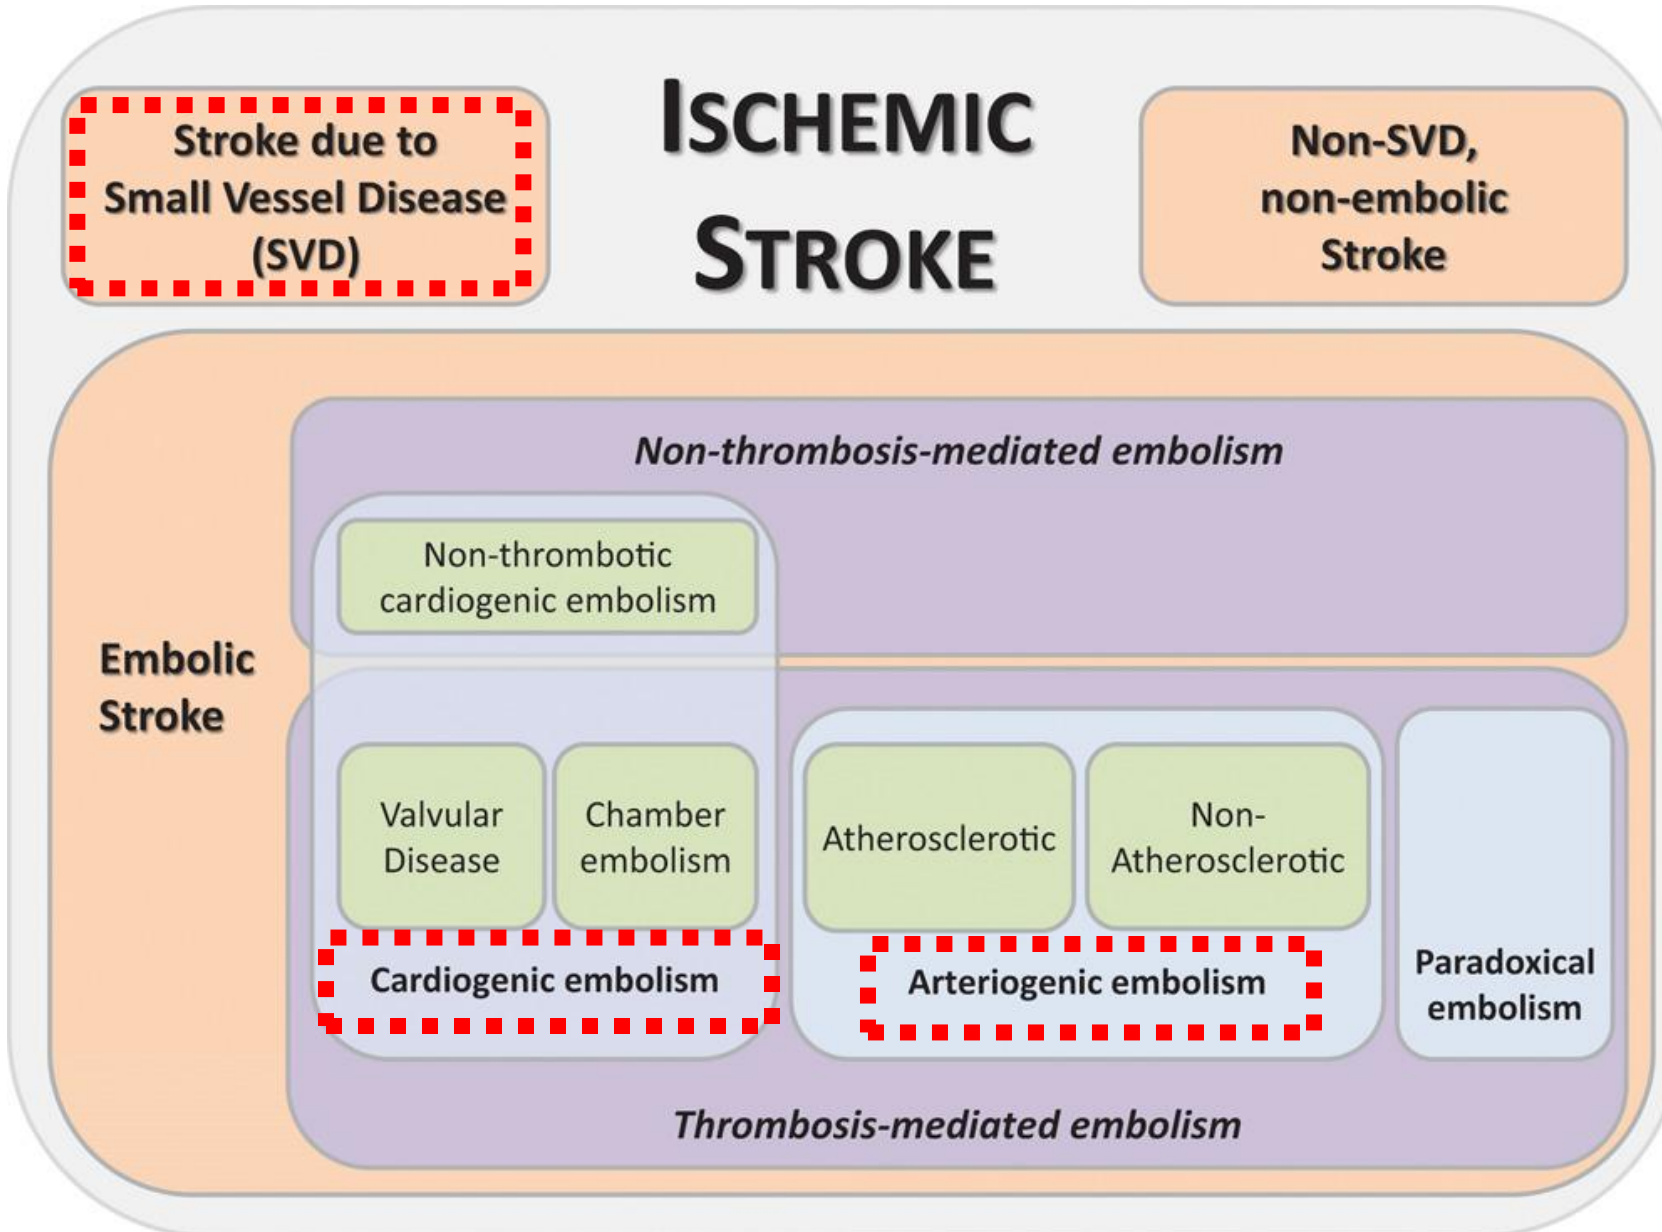 Stroke due to
Small Vessel Disease
(SVD)
ISCHEMIC
STROKE
Non-SVD,
non-embolic
Stroke
Non-thrombosis-mediated embolism
Non-thrombotic
cardiogenic embolism
Embolic
Stroke
Valvular
Disease
Chamber
embolism
Atherosclerotic
Non-
Atherosclerotic
Cardiogenic embolism
Arteriogenic embolism
Paradoxical
embolism
Thrombosis-mediated embolism